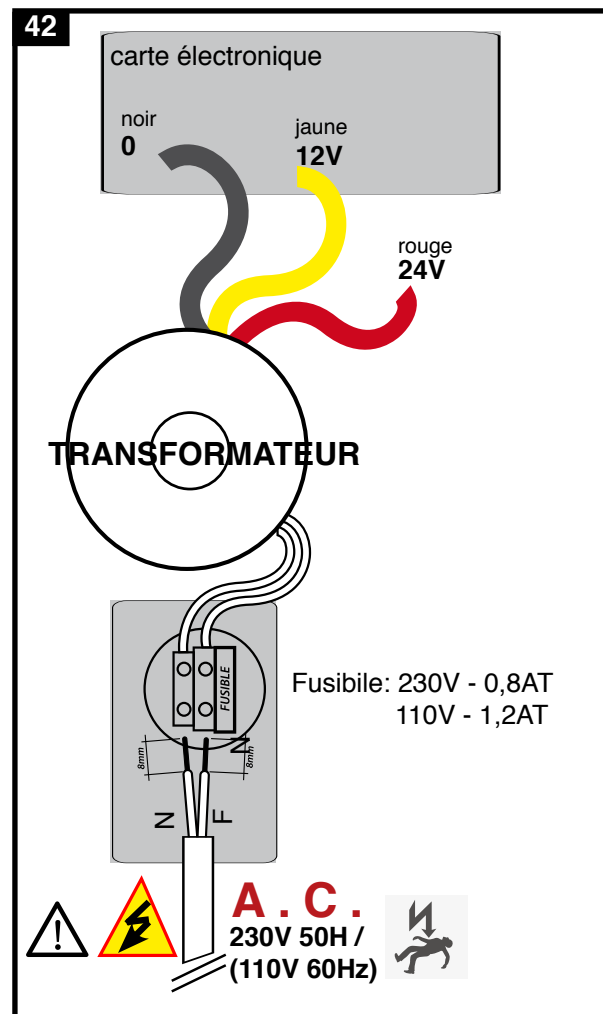 42
carte électronique
noir
0
jaune
12V
rouge
24V
TRANSFORMATEUR
FUSIBLE
Fusibile: 230V - 0,8AT
110V - 1,2AT
N
8mm
8mm
N
F
A . C .
230V 50H /
(110V 60Hz)